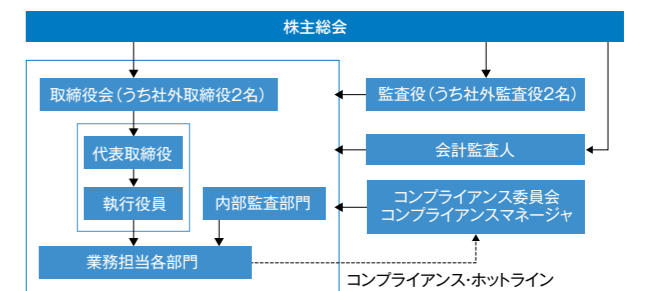 株主総会
取締役会（うち社外取締役2名）
監査役（うち社外監査役2名）
代表取締役
会計監査人
執行役員
内部監査部門
コンプライアンス委員会
コンプライアンスマネージャ
業務担当各部門
コンプライアンス・ホットライン